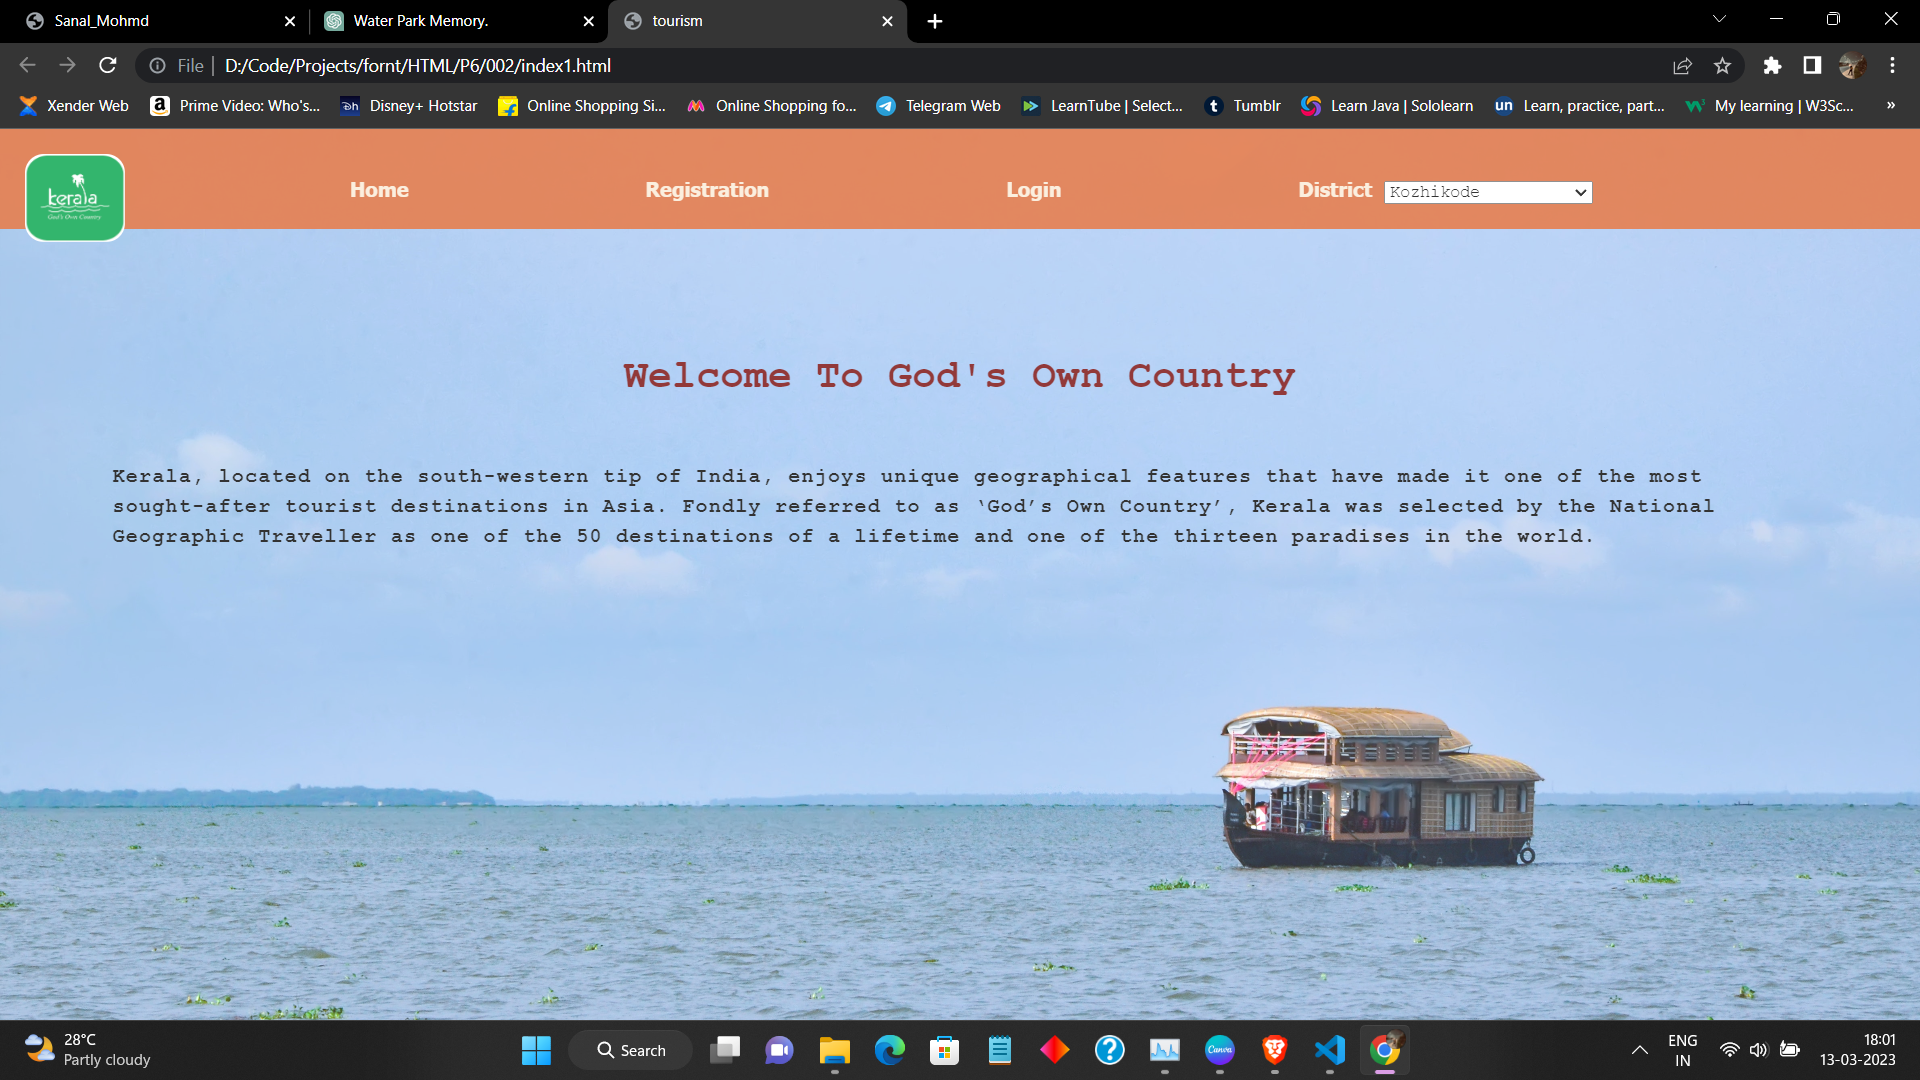 Sanal_Mohmd
Water Park Memory.
tourism
File
D:/Code/Projects/fornt/HTML/P6/002/index1.html
Xender Web
Prime Video: Who's...
Disney+ Hotstar
Online Shopping Si...
Online Shopping fo...
Telegram Web
LearnTube | Select...
Tumblr
Learn Java | Sololearn
Learn, practice, part...
My learning | W3Sc...
kerala
God's Own Country
Home
Registration
Login
District
Kozhikode
Welcome To God's Own Country
Kerala, located on the south-western tip of India, enjoys unique geographical features that have made it one of the most
sought-after tourist destinations in Asia. Fondly referred to as ‘God’s Own Country’, Kerala was selected by the National
Geographic Traveller as one of the 50 destinations of a lifetime and one of the thirteen paradises in the world.
28°C
Partly cloudy
Search
Canva
ENG
IN
18:01
13-03-2023